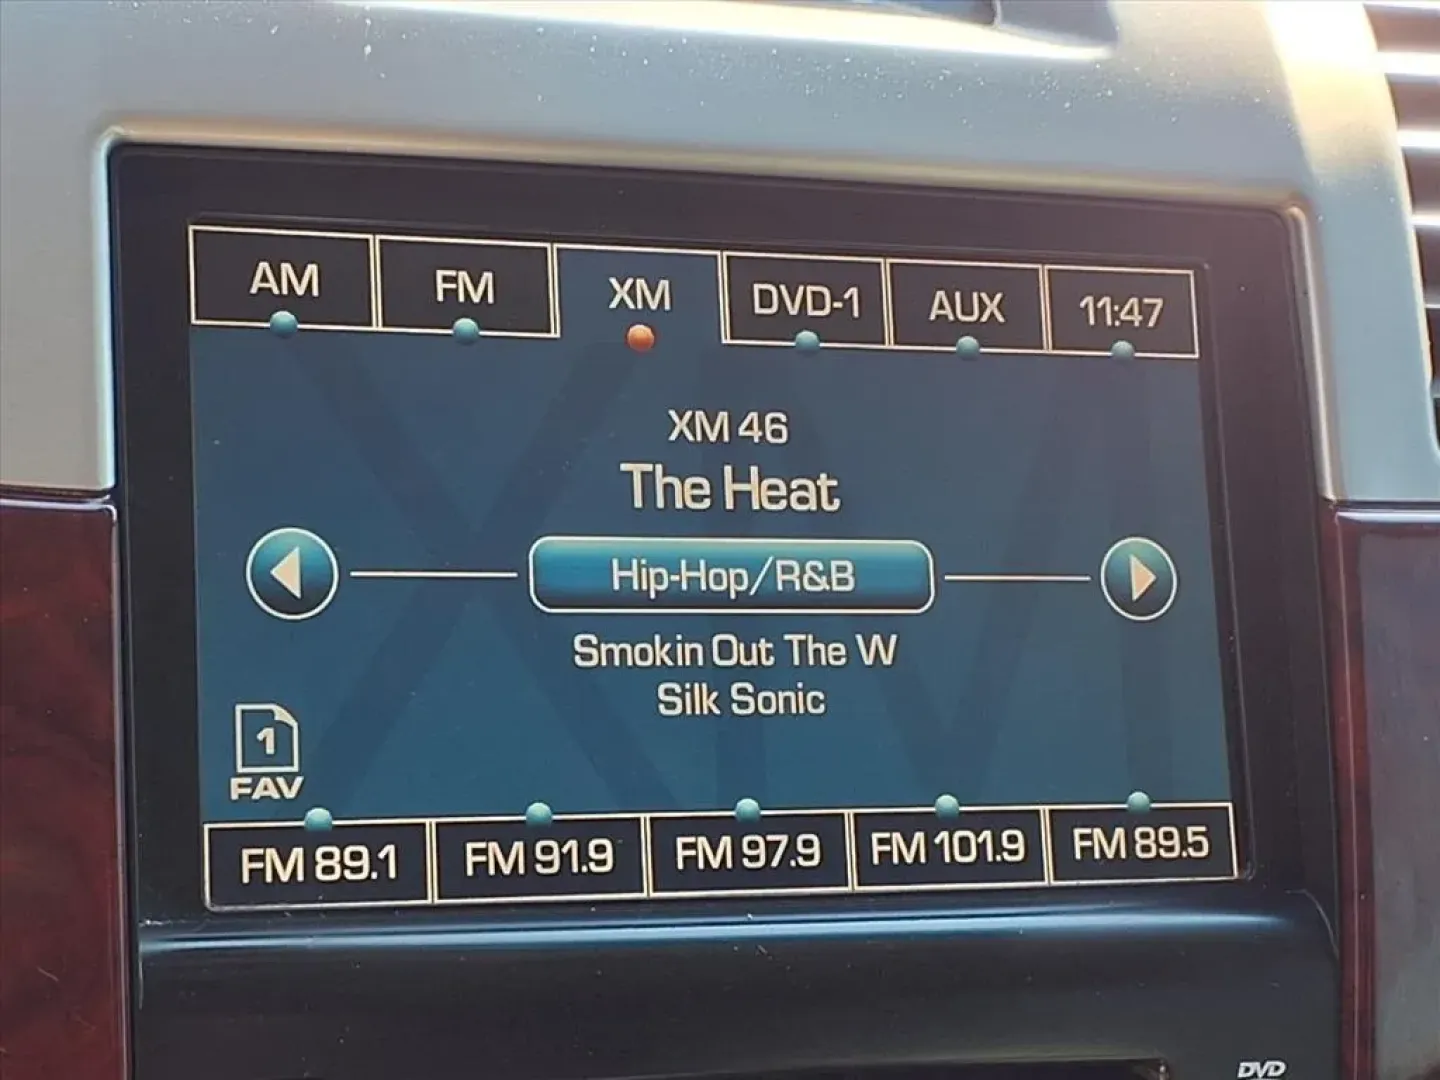 AM FM XM DVD-1 AUX 11:47
XM 46
The Heat
Hip-Hop/R&B
Smokin Out The W
Silk Sonic
1
FAV
FM 89.1 FM 91.9 FM 97.9 FM 101.9 FM 89.5
DVD